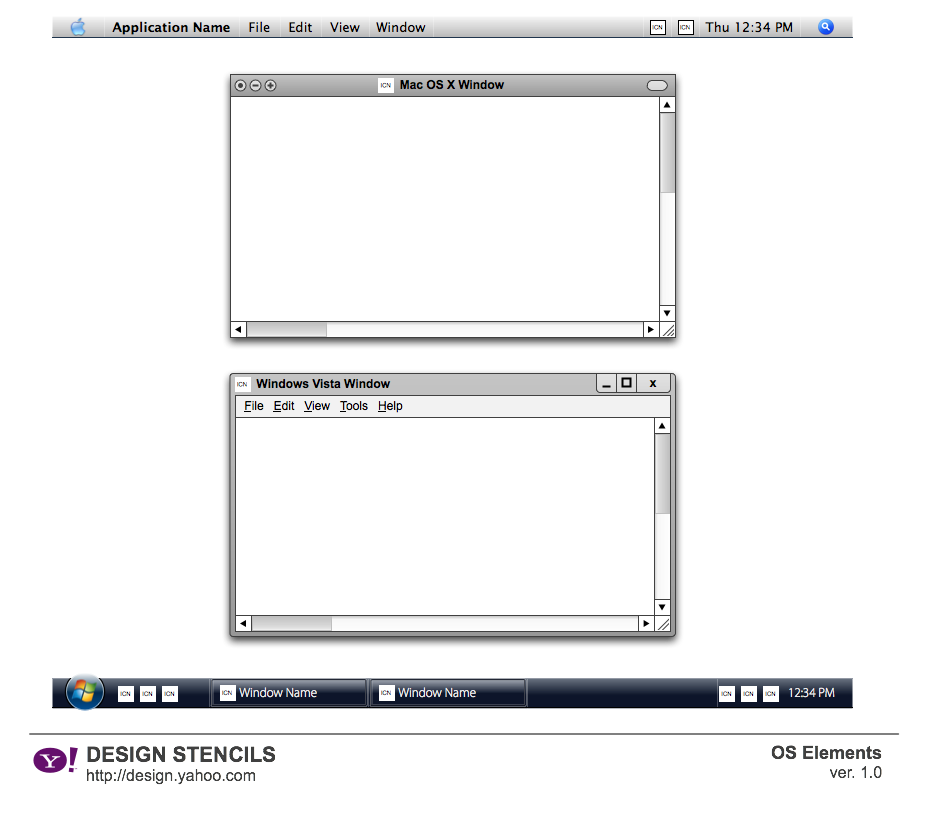 Application Name File Edit View Window ICN ICN Thu 12:34 PM
ICN Mac OS X Window
ICN Windows Vista Window x
File Edit View Tools Help
ICN ICN ICN ICN Window Name ICN Window Name ICN ICN ICN 12:34 PM
Y! DESIGN STENCILS
http://design.yahoo.com
OS Elements
ver. 1.0